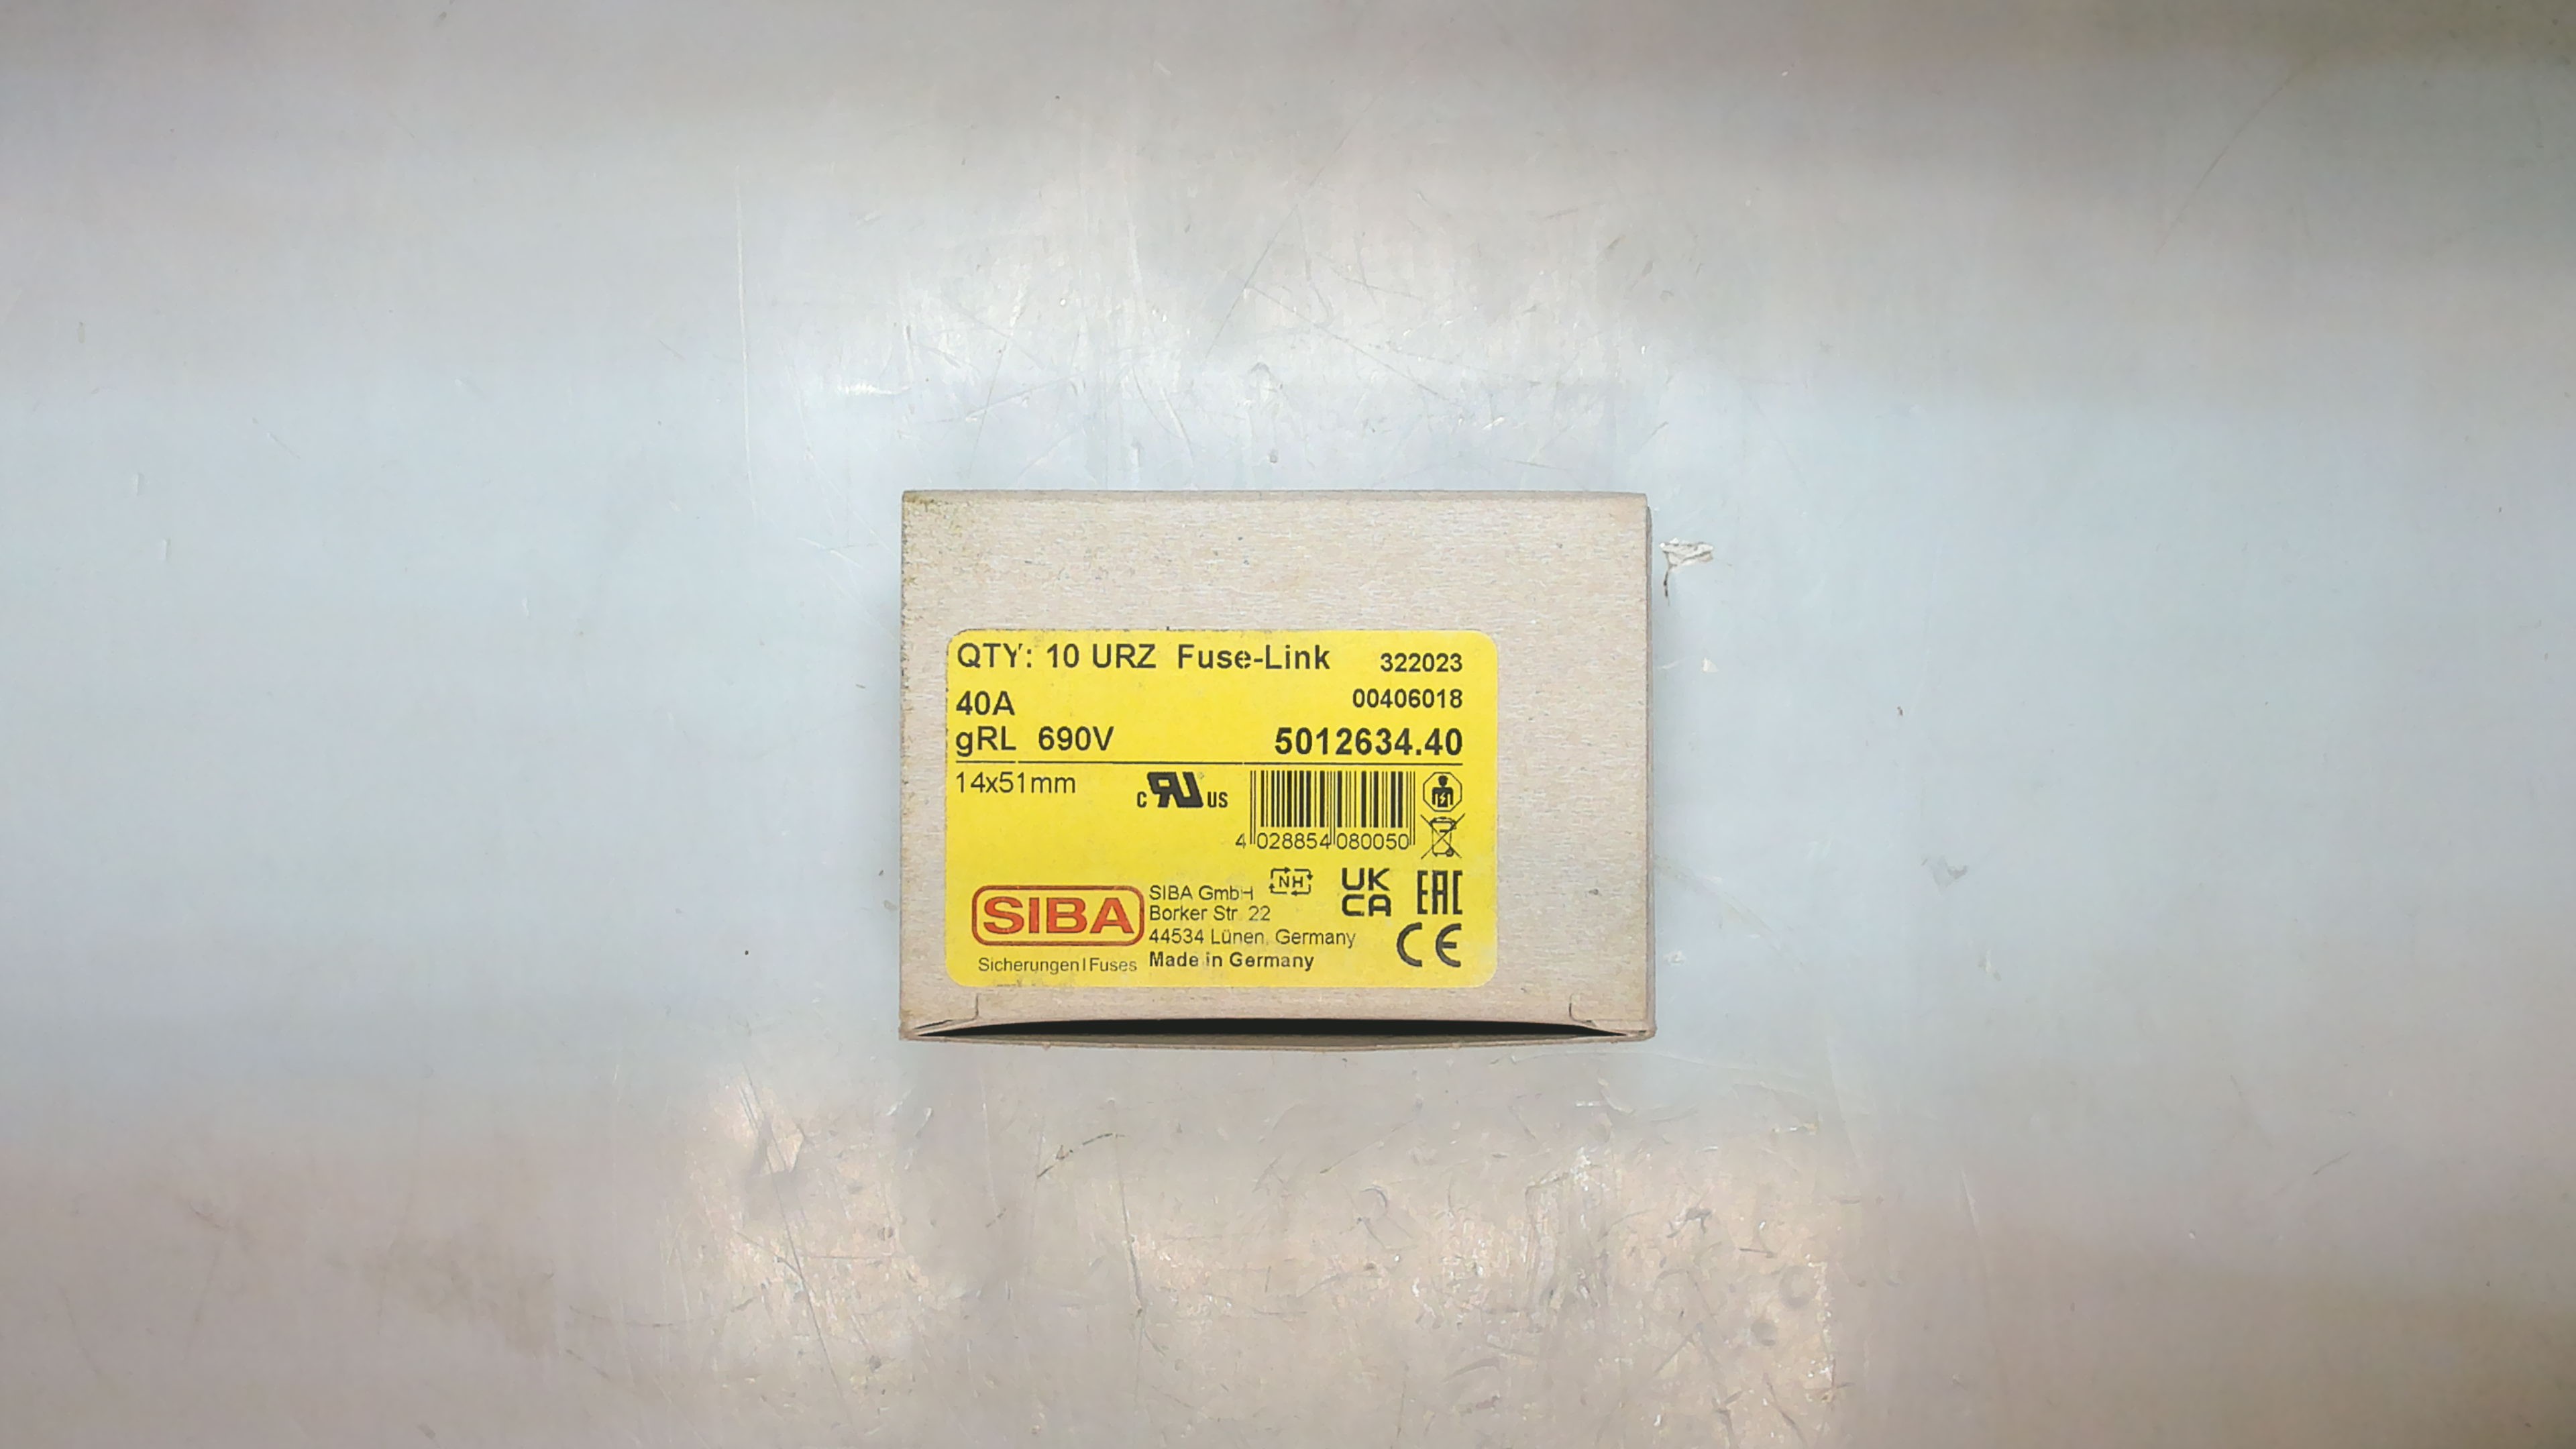 QTY: 10 URZ Fuse-Link 322023
40A 00406018
gRL 690V 5012634.40
14x51mm
c RU US
4 028854 080050
NH
UK
CA
EAC
SIBA
SIBA GmbH
Borker Str. 22
44534 Lünen, Germany
CE
Sicherungen | Fuses Made in Germany